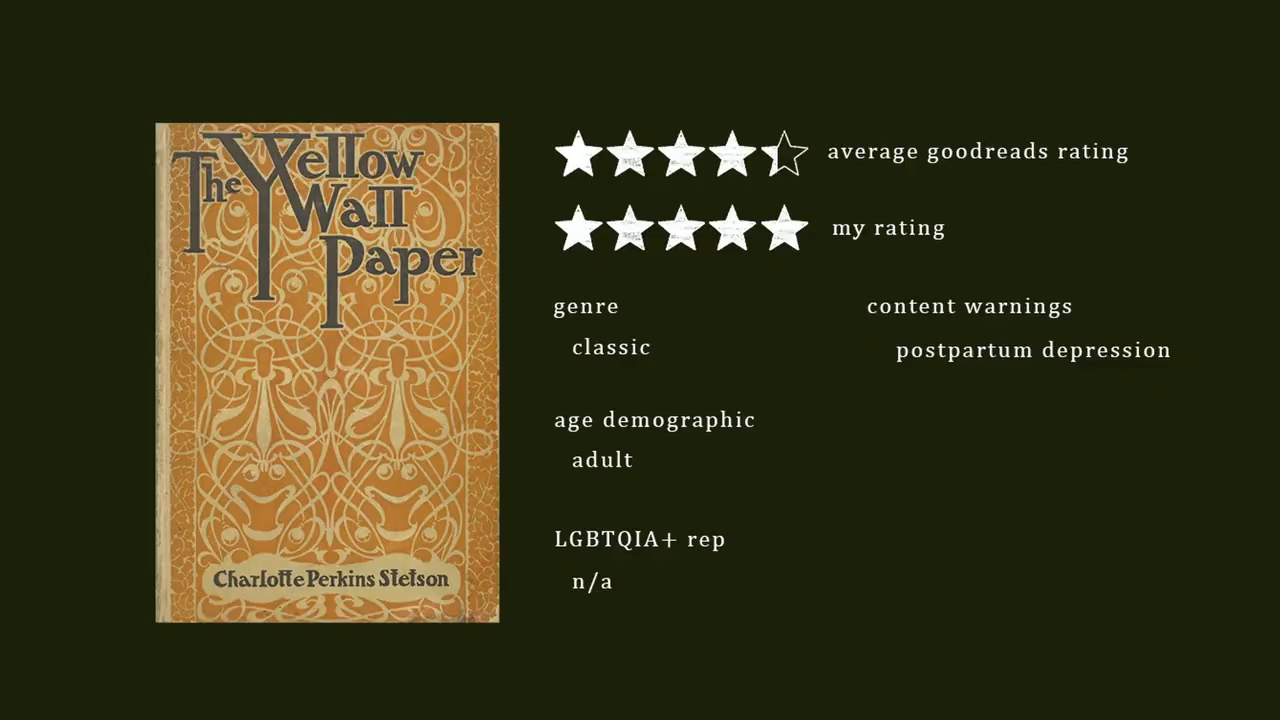 The Yellow
Wall
Paper
Charlotte Perkins Stetson
average goodreads rating
my rating
genre
classic
age demographic
adult
LGBTQIA+ rep
n/a
content warnings
postpartum depression